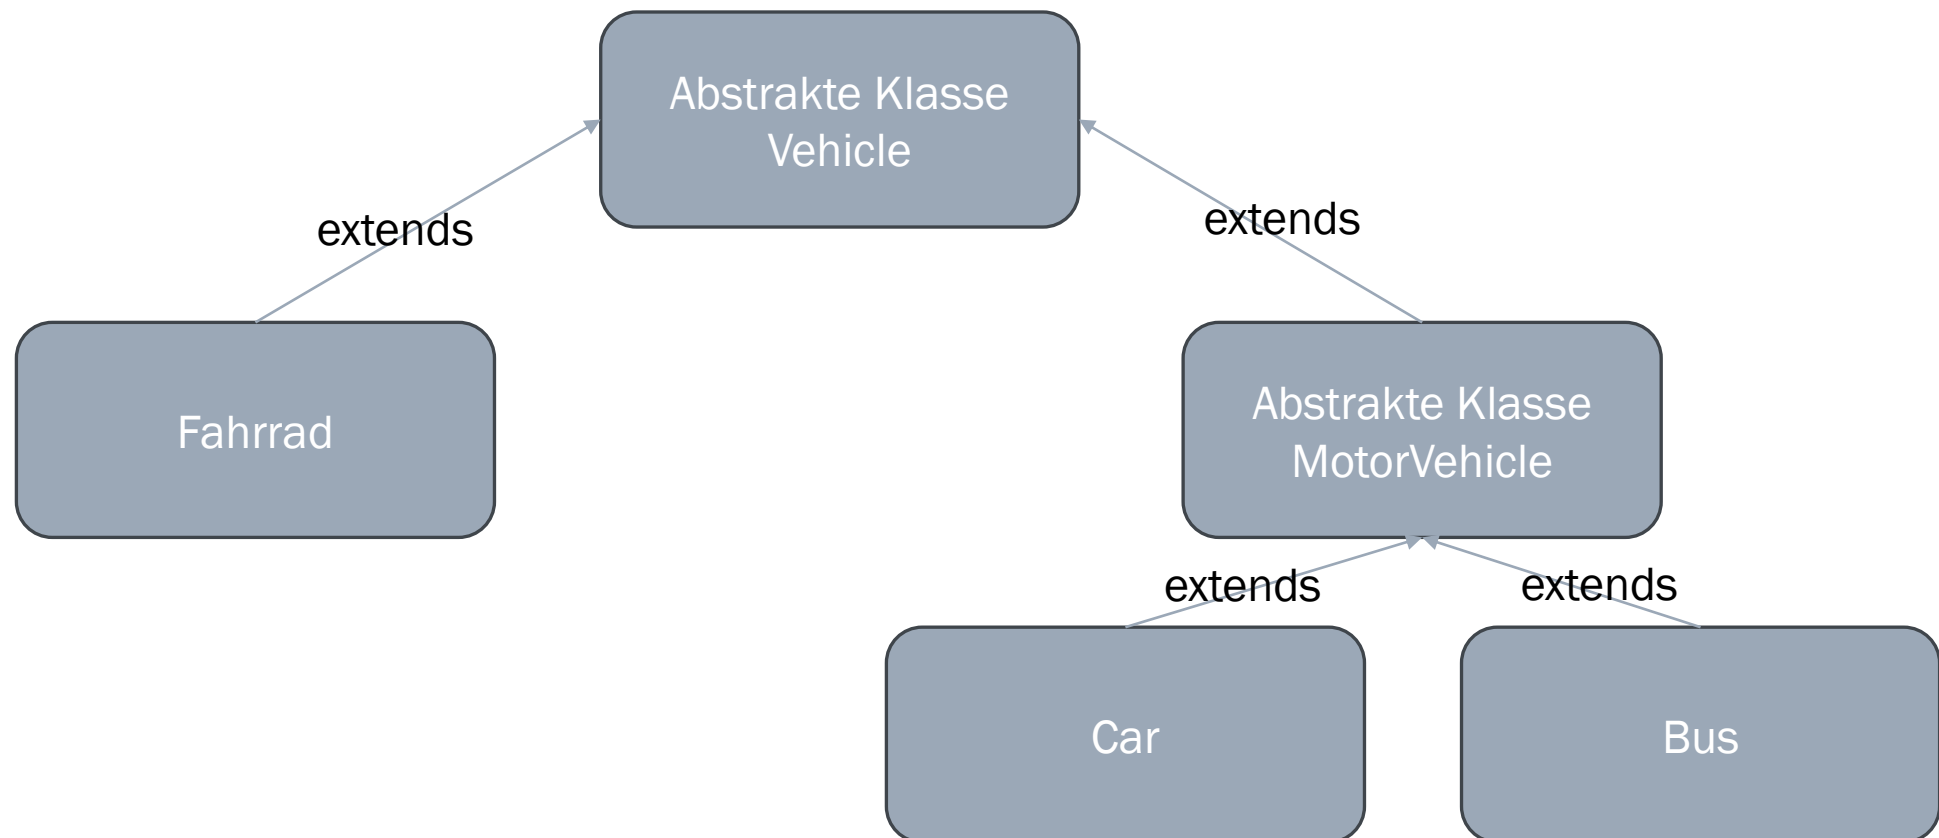 Abstrakte Klasse
Vehicle
extends
extends
Fahrrad
Abstrakte Klasse
MotorVehicle
extends
extends
Car
Bus